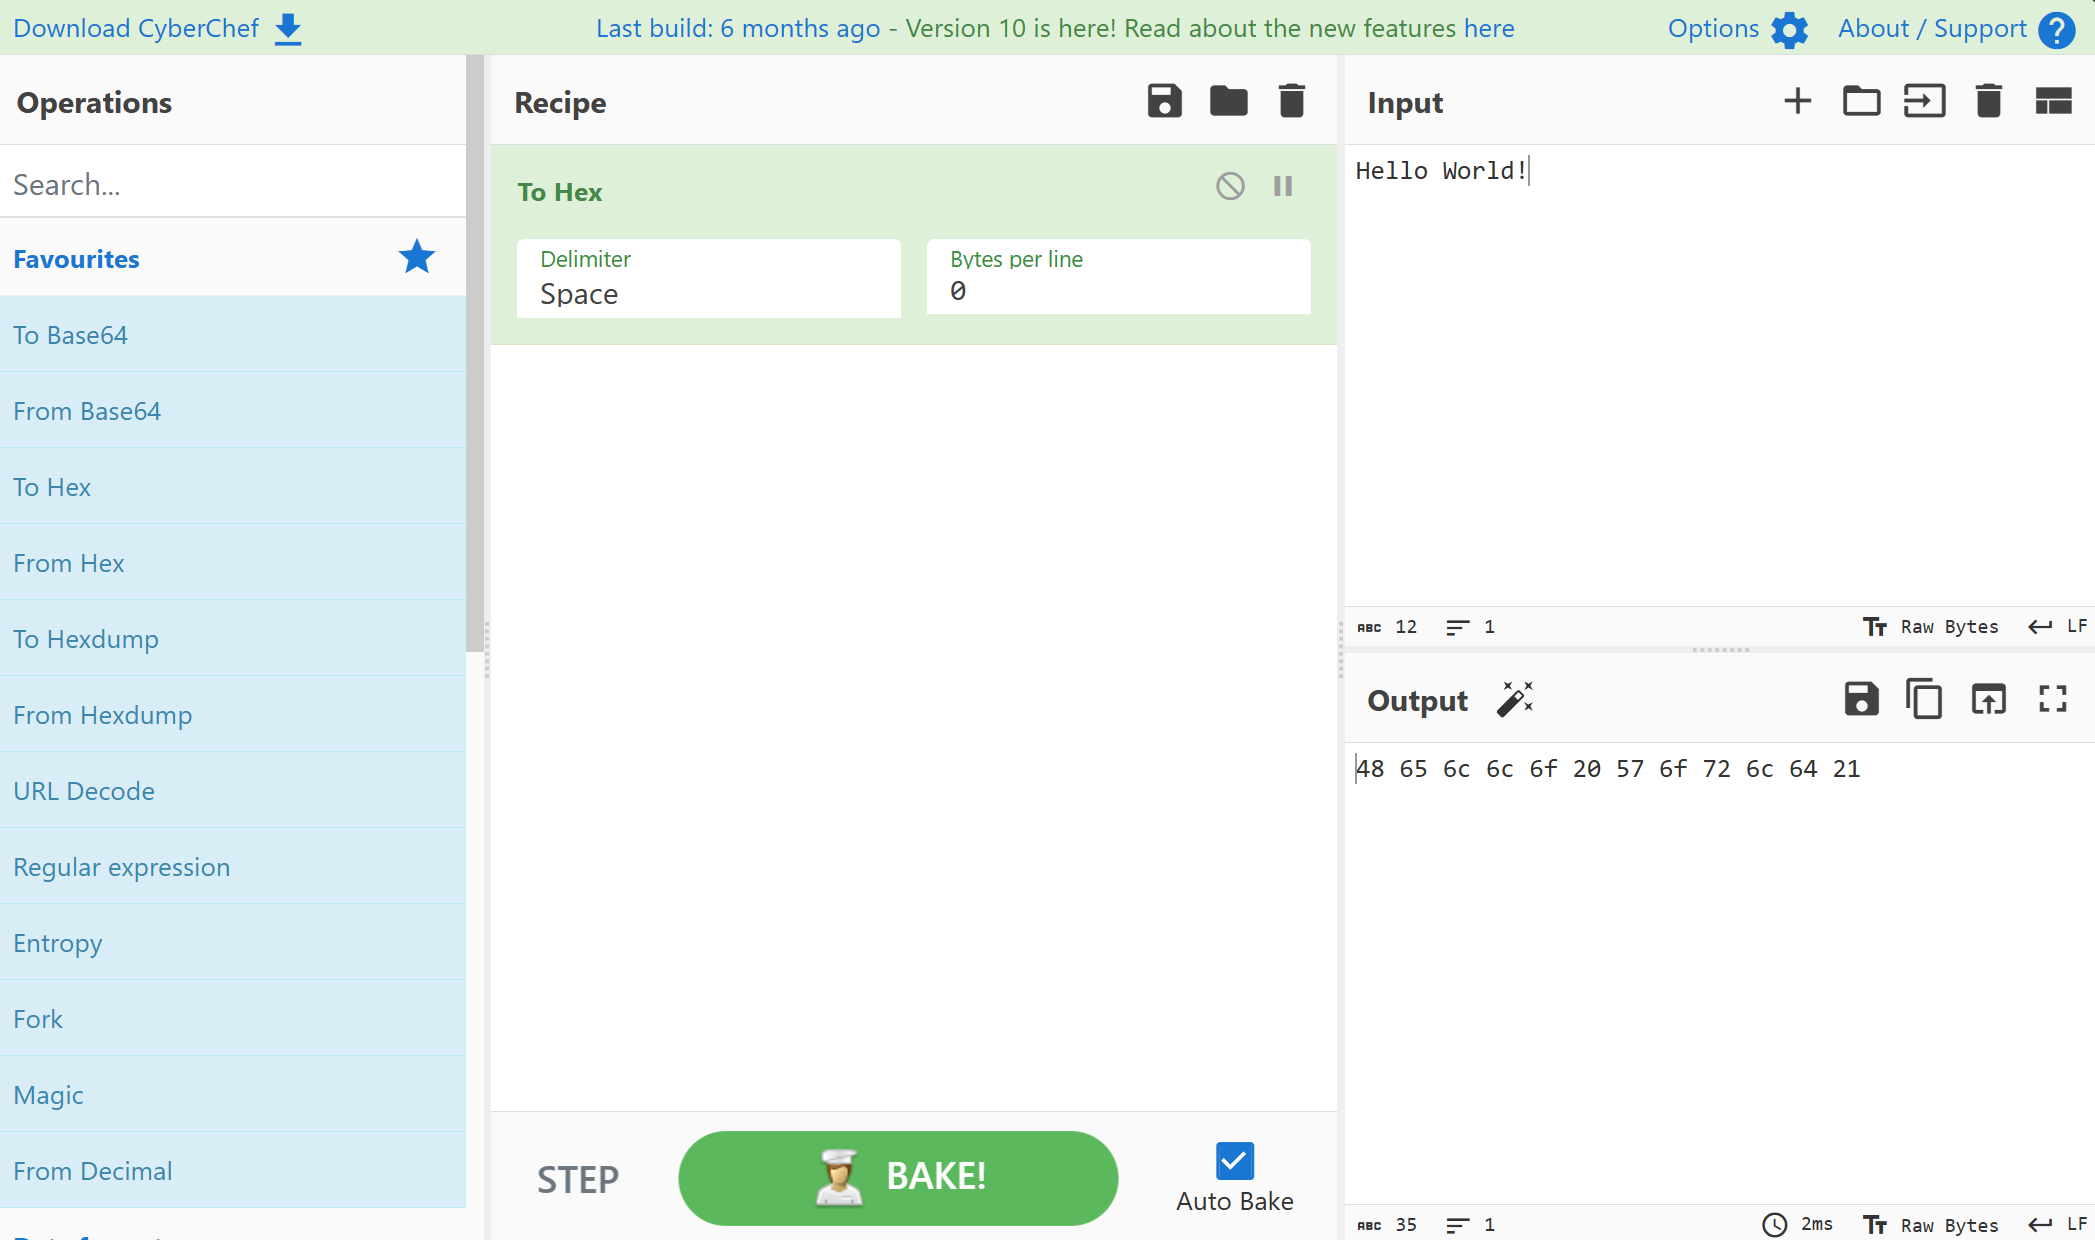 Download CyberChef
Last build: 6 months ago - Version 10 is here! Read about the new features here
Options
About / Support
Operations
Search...
Favourites
To Base64
From Base64
To Hex
From Hex
To Hexdump
From Hexdump
URL Decode
Regular expression
Entropy
Fork
Magic
From Decimal
Recipe
To Hex
Delimiter
Space
Bytes per line
0
STEP
BAKE!
Auto Bake
Input
Hello World!
ABC 12 1 Raw Bytes LF
Output
48 65 6c 6c 6f 20 57 6f 72 6c 64 21
ABC 35 1 2ms Raw Bytes LF